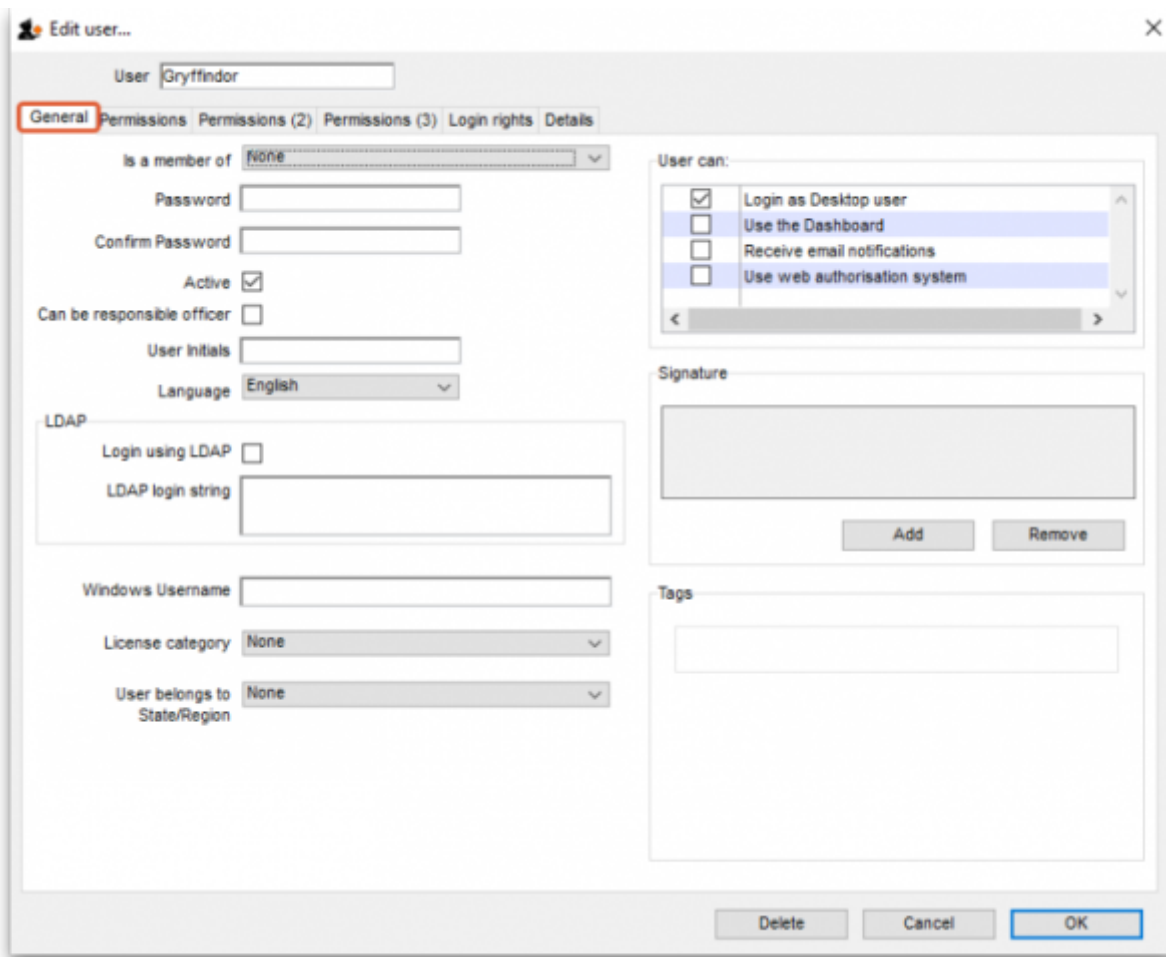 Edit user...
User Gryffindor
General Permissions Permissions (2) Permissions (3) Login rights Details
Is a member of None
Password
Confirm Password
Active
Can be responsible officer
User Initials
Language English
LDAP
Login using LDAP
LDAP login string
Windows Username
License category None
User belongs to None
State/Region
User can:
Login as Desktop user
Use the Dashboard
Receive email notifications
Use web authorisation system
Signature
Add Remove
Tags
Delete Cancel OK